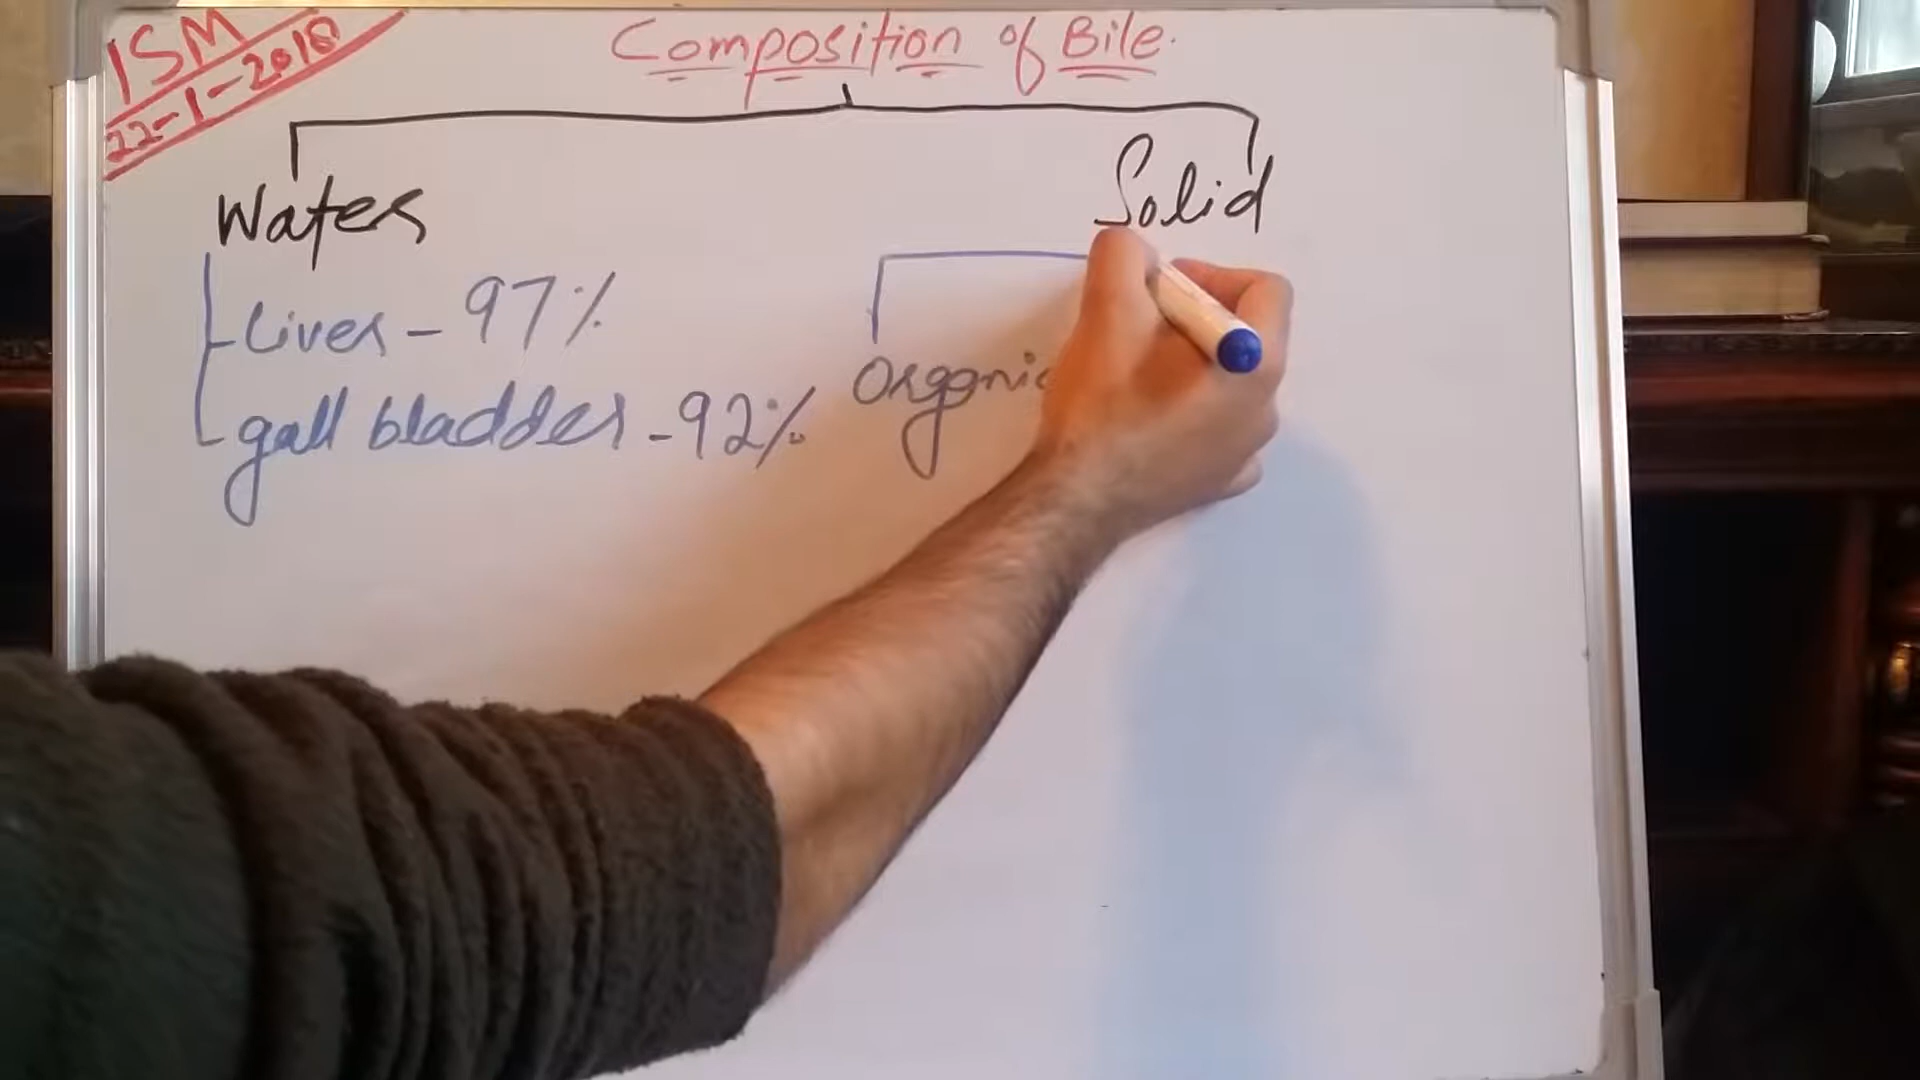 ISM
22-1-2018
Composition of Bile.
Water
Solid
Liver - 97%
gall bladder - 92%
Organic